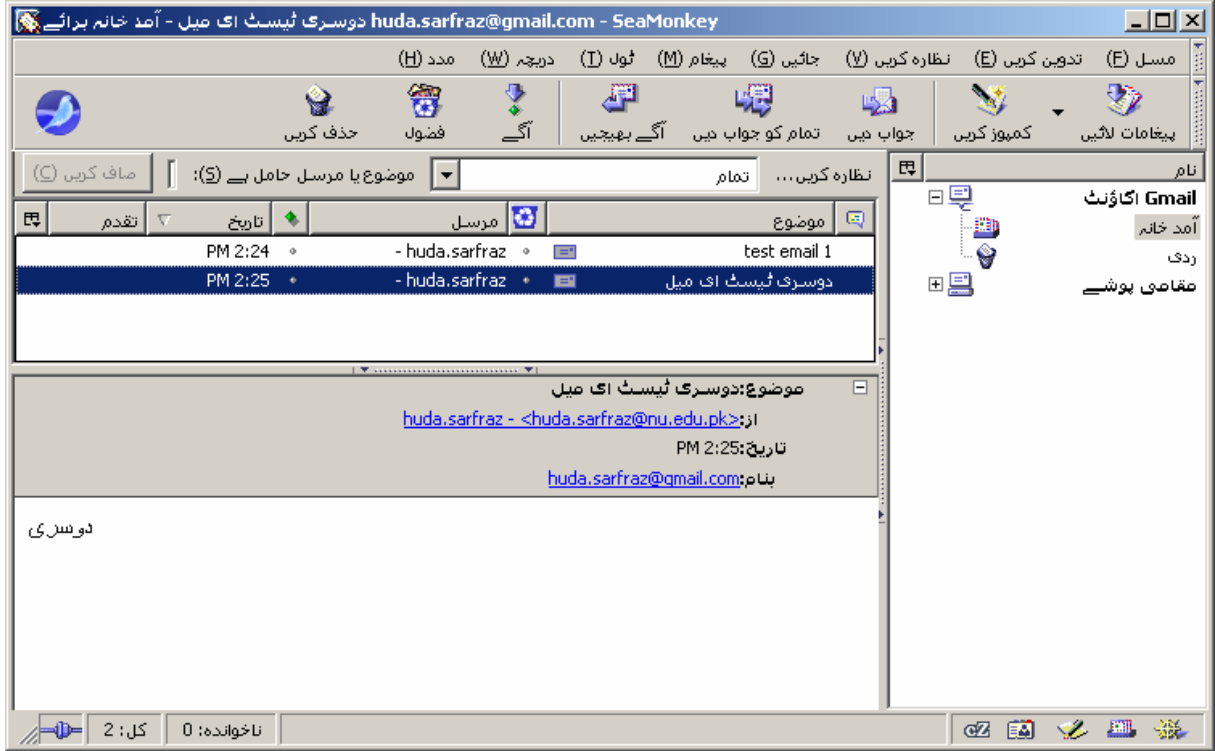 دوسری ٹیسٹ ای میل - آمد خانہ برائے huda.sarfraz@gmail.com - SeaMonkey
مسل (F) تدوین کریں (E) نظارہ کریں (V) جائیں (G) پیغام (M) ٹول (T) دریچہ (W) مدد (H)
پیغامات لائیں کمپوز کریں جواب دیں تمام کو جواب دیں آگے بھیجیں آگے فضول حذف کریں
نام
Gmail اکاؤنٹ
آمد خانہ
ردی
مقامی پوشے
نظارہ کریں... تمام موضوع یا مرسل حامل ہے (S): صاف کریں (C)
موضوع مرسل تاریخ تقدم
test email 1 huda.sarfraz - 2:24 PM
دوسری ٹیسٹ ای میل huda.sarfraz - 2:25 PM
موضوع:دوسری ٹیسٹ ای میل
از:huda.sarfraz - <huda.sarfraz@nu.edu.pk>
تاریخ:2:25 PM
بنام:huda.sarfraz@gmail.com
دوسری
ناخواندہ: 0 کل: 2
cZ